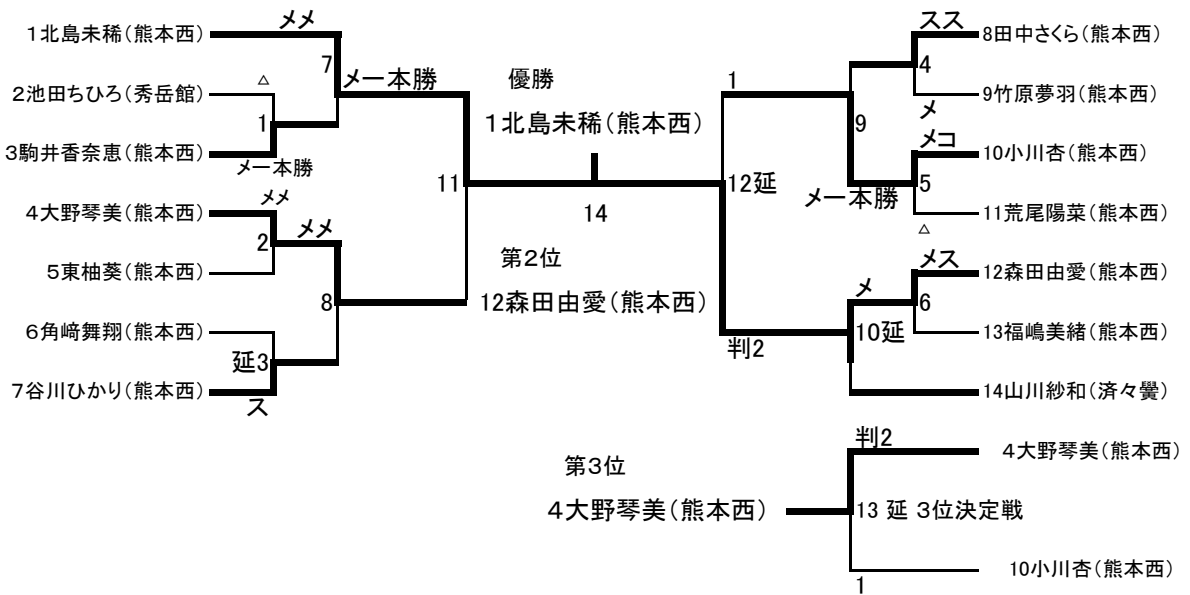 1北島未稀(熊本西)
メメ
7
2池田ちひろ(秀岳館)
△
1
3駒井香奈恵(熊本西)
メ一本勝
メ一本勝
4大野琴美(熊本西)
メメ
2
メメ
5東柚葵(熊本西)
8
6角﨑舞翔(熊本西)
延3
7谷川ひかり(熊本西)
ス
11
優勝
1北島未稀(熊本西)
14
第2位
12森田由愛(熊本西)
1
12延
判2
スス
8田中さくら(熊本西)
4
9竹原夢羽(熊本西)
メ
9
メコ
10小川杏(熊本西)
5
メ一本勝
11荒尾陽菜(熊本西)
△
メス
12森田由愛(熊本西)
メ
6
10延
13福嶋美緒(熊本西)
14山川紗和(済々黌)
第3位
4大野琴美(熊本西)
判2
4大野琴美(熊本西)
13 延 3位決定戦
10小川杏(熊本西)
1